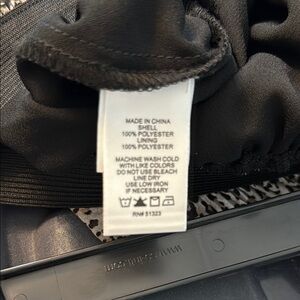 MADE IN CHINA
SHELL
100% POLYESTER
LINING
100% POLYESTER
MACHINE WASH COLD
WITH LIKE COLORS
DO NOT USE BLEACH
LINE DRY
USE LOW IRON
IF NECESSARY
RN# 51323